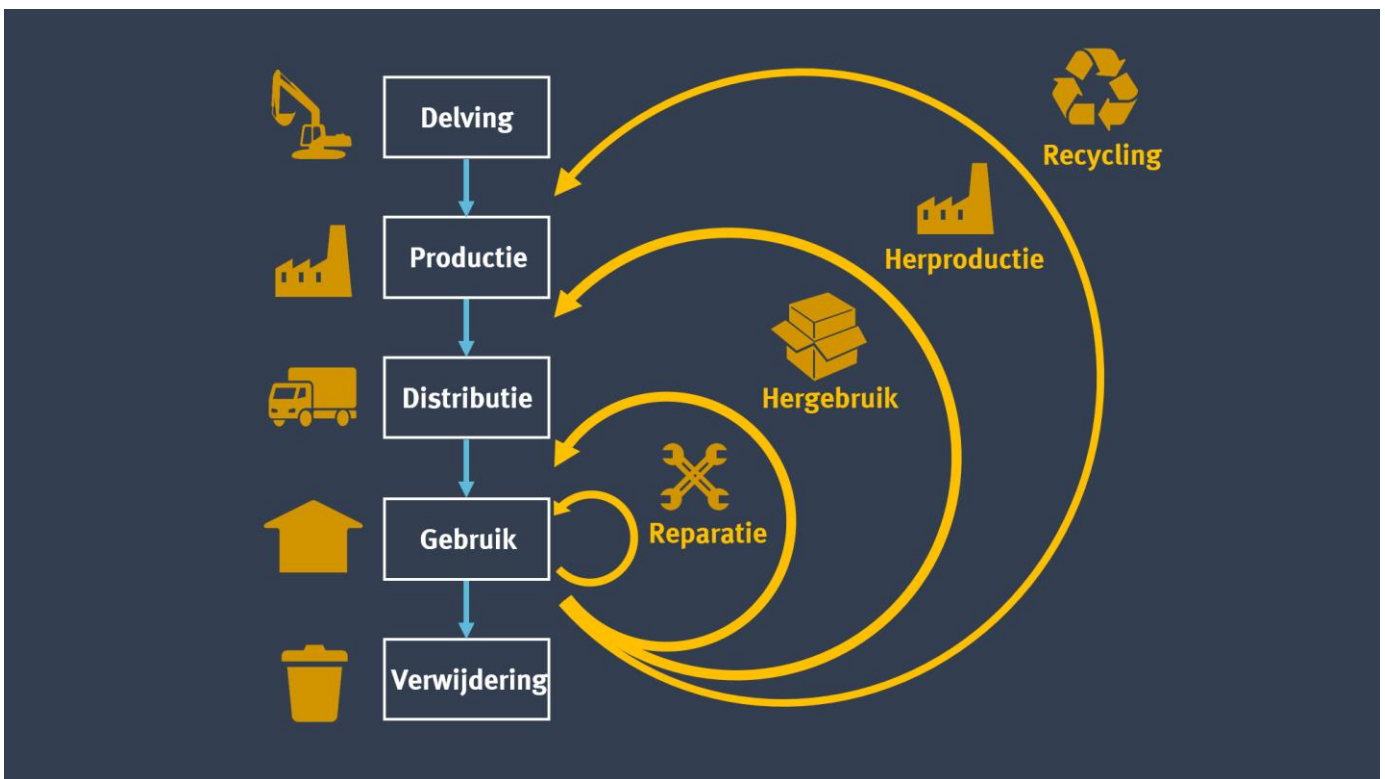 Delving
Recycling
Productie
Herproductie
Distributie
Hergebruik
Gebruik
Reparatie
Verwijdering